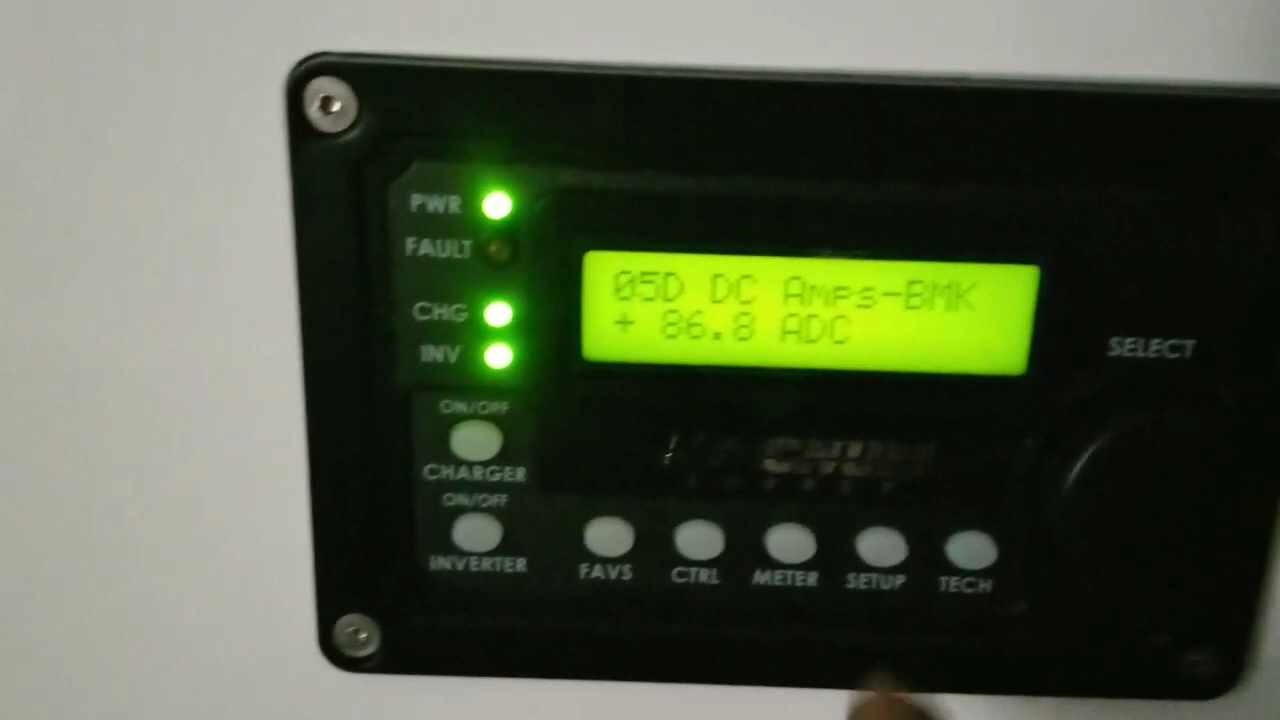 PWR
FAULT
CHG
INV
ON/OFF
CHARGER
ON/OFF
INVERTER
05D DC Amps-BMK
+ 86.8 ADC
SELECT
FAVS
CTRL
METER
SETUP
TECH